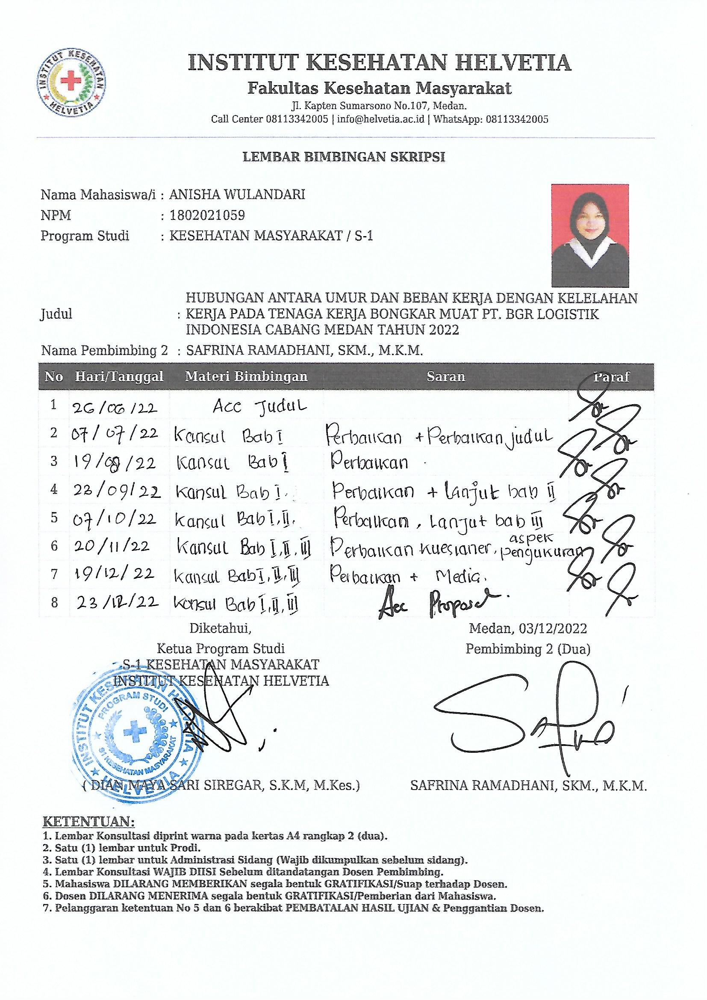 INSTITUT KESEHATAN HELVETIA
INSTITUT KESEHATAN HELVETIA
Fakultas Kesehatan Masyarakat
Jl. Kapten Sumarsono No.107, Medan.
Call Center 08113342005 | info@helvetia.ac.id | WhatsApp: 08113342005
LEMBAR BIMBINGAN SKRIPSI
Nama Mahasiswa/i : ANISHA WULANDARI
NPM : 1802021059
Program Studi : KESEHATAN MASYARAKAT / S-1
Judul : HUBUNGAN ANTARA UMUR DAN BEBAN KERJA DENGAN KELELAHAN
KERJA PADA TENAGA KERJA BONGKAR MUAT PT. BGR LOGISTIK
INDONESIA CABANG MEDAN TAHUN 2022
Nama Pembimbing 2 : SAFRINA RAMADHANI, SKM., M.K.M.
No Hari/Tanggal Materi Bimbingan Saran Paraf
1 26/06/22 Acc Judul
2 07/07/22 Konsul Bab I Perbaikan + Perbaikan judul
3 19/08/22 Konsul Bab I Perbaikan
4 23/09/22 Konsul Bab I. Perbaikan + Lanjut bab II
5 07/10/22 Konsul Bab I, II. Perbaikan, Lanjut bab III
6 20/11/22 Konsul Bab I, II, III Perbaikan Kuesioner, aspek pengukuran
7 19/12/22 Konsul Bab I, II, III Perbaikan + Media.
8 23/12/22 Konsul Bab I, II, III Acc Proposal.
Diketahui,
Ketua Program Studi
S-1 KESEHATAN MASYARAKAT
INSTITUT KESEHATAN HELVETIA
Medan, 03/12/2022
Pembimbing 2 (Dua)
INSTITUT KESEHATAN HELVETIA
PROGRAM STUDI
S1 KESEHATAN MASYARAKAT
( DIAN MAYA SARI SIREGAR, S.K.M, M.Kes.)
SAFRINA RAMADHANI, SKM., M.K.M.
KETENTUAN:
1. Lembar Konsultasi diprint warna pada kertas A4 rangkap 2 (dua).
2. Satu (1) lembar untuk Prodi.
3. Satu (1) lembar untuk Administrasi Sidang (Wajib dikumpulkan sebelum sidang).
4. Lembar Konsultasi WAJIB DIISI Sebelum ditandatangan Dosen Pembimbing.
5. Mahasiswa DILARANG MEMBERIKAN segala bentuk GRATIFIKASI/Suap terhadap Dosen.
6. Dosen DILARANG MENERIMA segala bentuk GRATIFIKASI/Pemberian dari Mahasiswa.
7. Pelanggaran ketentuan No 5 dan 6 berakibat PEMBATALAN HASIL UJIAN & Penggantian Dosen.